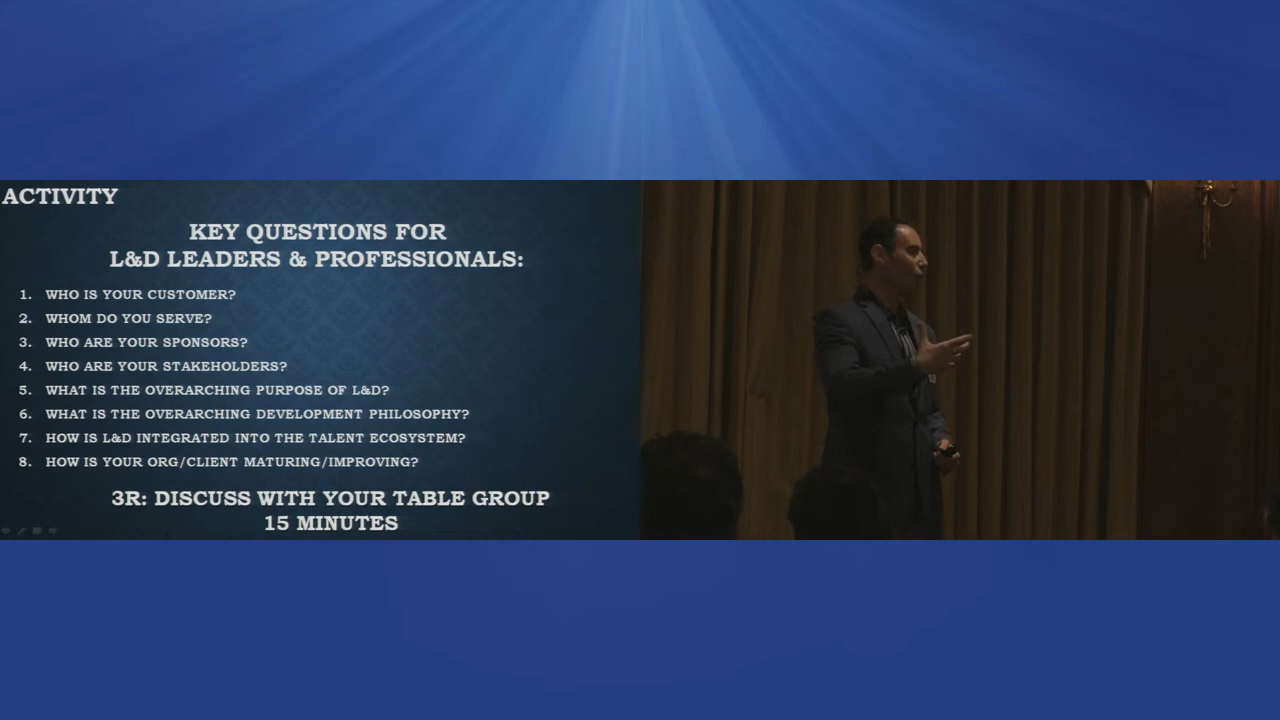 ACTIVITY
KEY QUESTIONS FOR
L&D LEADERS & PROFESSIONALS:
1. WHO IS YOUR CUSTOMER?
2. WHOM DO YOU SERVE?
3. WHO ARE YOUR SPONSORS?
4. WHO ARE YOUR STAKEHOLDERS?
5. WHAT IS THE OVERARCHING PURPOSE OF L&D?
6. WHAT IS THE OVERARCHING DEVELOPMENT PHILOSOPHY?
7. HOW IS L&D INTEGRATED INTO THE TALENT ECOSYSTEM?
8. HOW IS YOUR ORG/CLIENT MATURING/IMPROVING?
3R: DISCUSS WITH YOUR TABLE GROUP
15 MINUTES